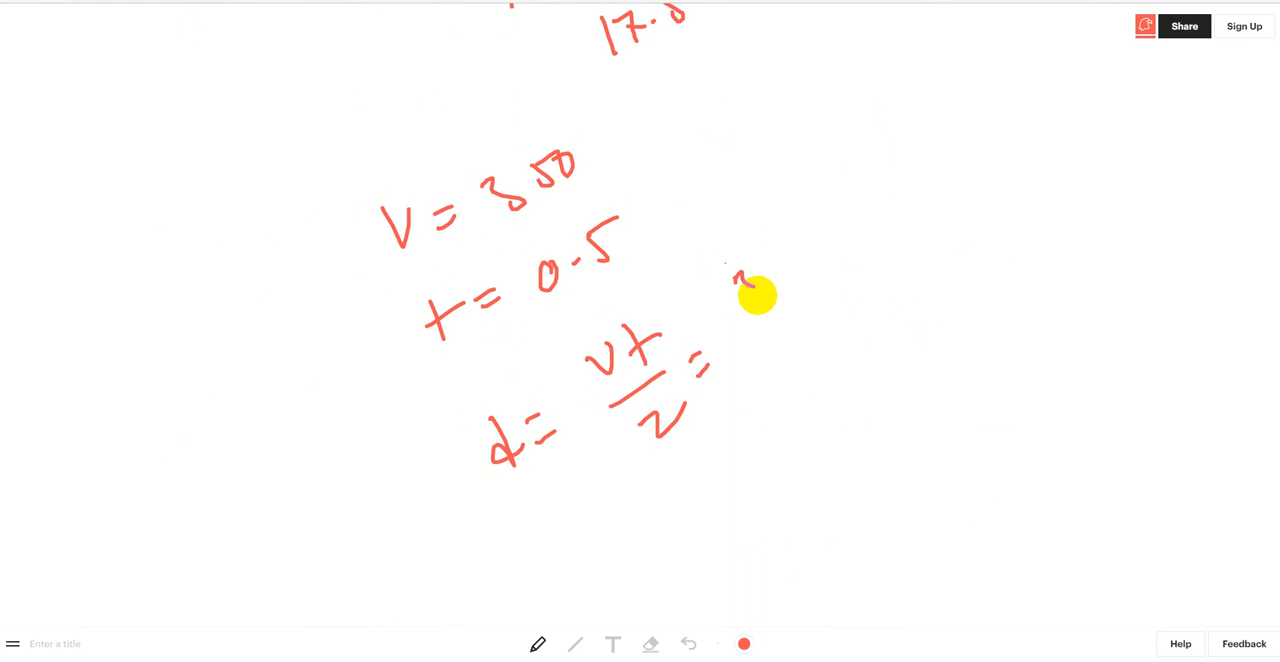 Share
Sign Up
V = 350
t = 0.5
d = vt/2 =
Enter a title
T
Help
Feedback